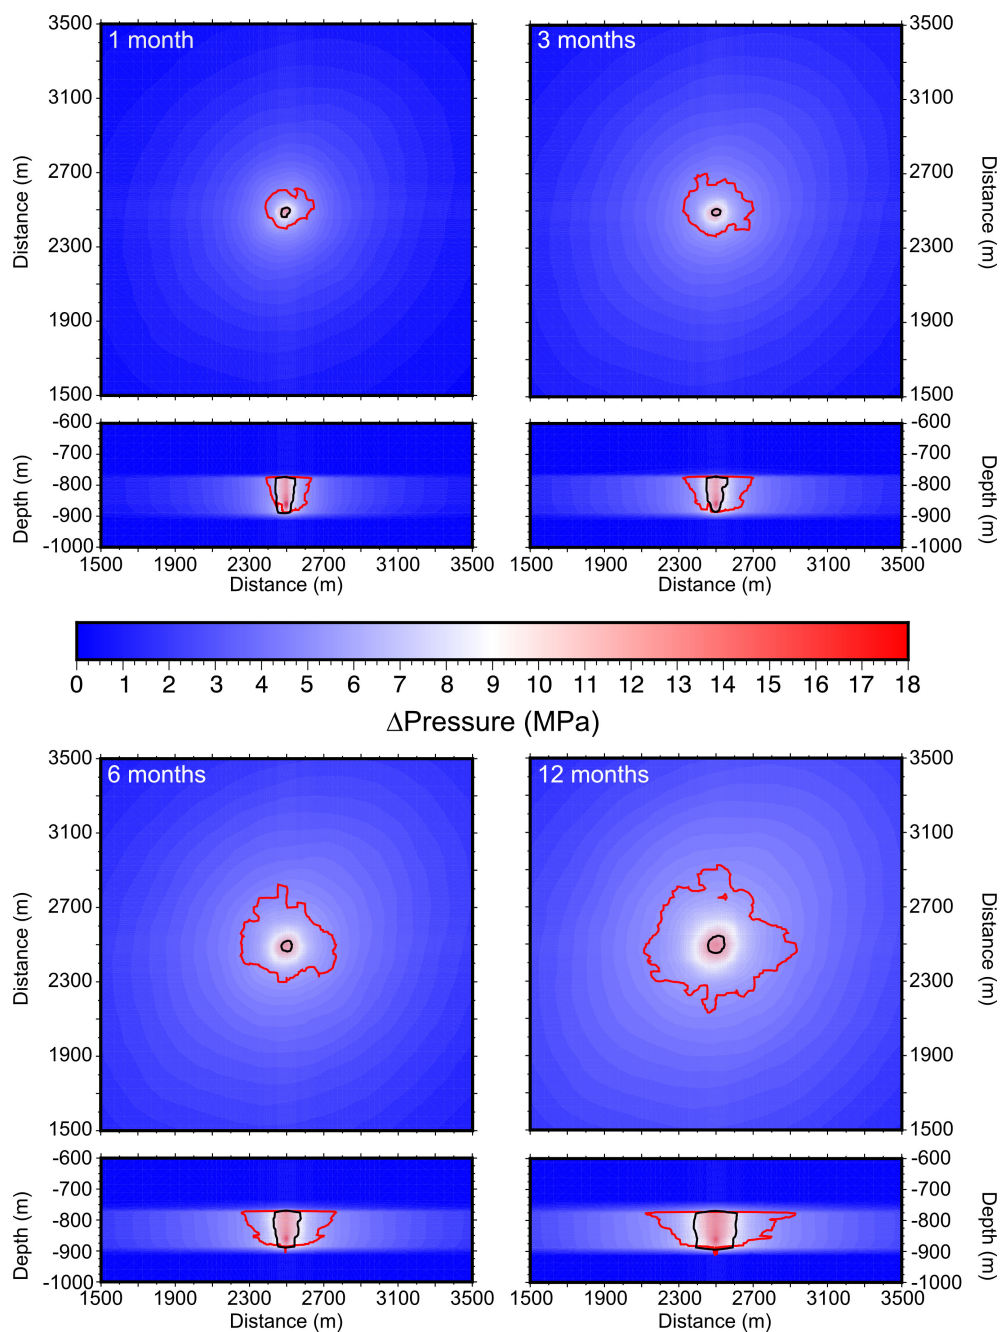 1 month
3500
3100
2700
2300
1900
1500
Distance (m)
3 months
3500
3100
2700
2300
1900
1500
Distance (m)
-600
-700
-800
-900
-1000
Depth (m)
1500 1900 2300 2700 3100 3500
Distance (m)
-600
-700
-800
-900
-1000
Depth (m)
1500 1900 2300 2700 3100 3500
Distance (m)
0 1 2 3 4 5 6 7 8 9 10 11 12 13 14 15 16 17 18
ΔPressure (MPa)
6 months
3500
3100
2700
2300
1900
1500
Distance (m)
12 months
3500
3100
2700
2300
1900
1500
Distance (m)
-600
-700
-800
-900
-1000
Depth (m)
1500 1900 2300 2700 3100 3500
Distance (m)
-600
-700
-800
-900
-1000
Depth (m)
1500 1900 2300 2700 3100 3500
Distance (m)